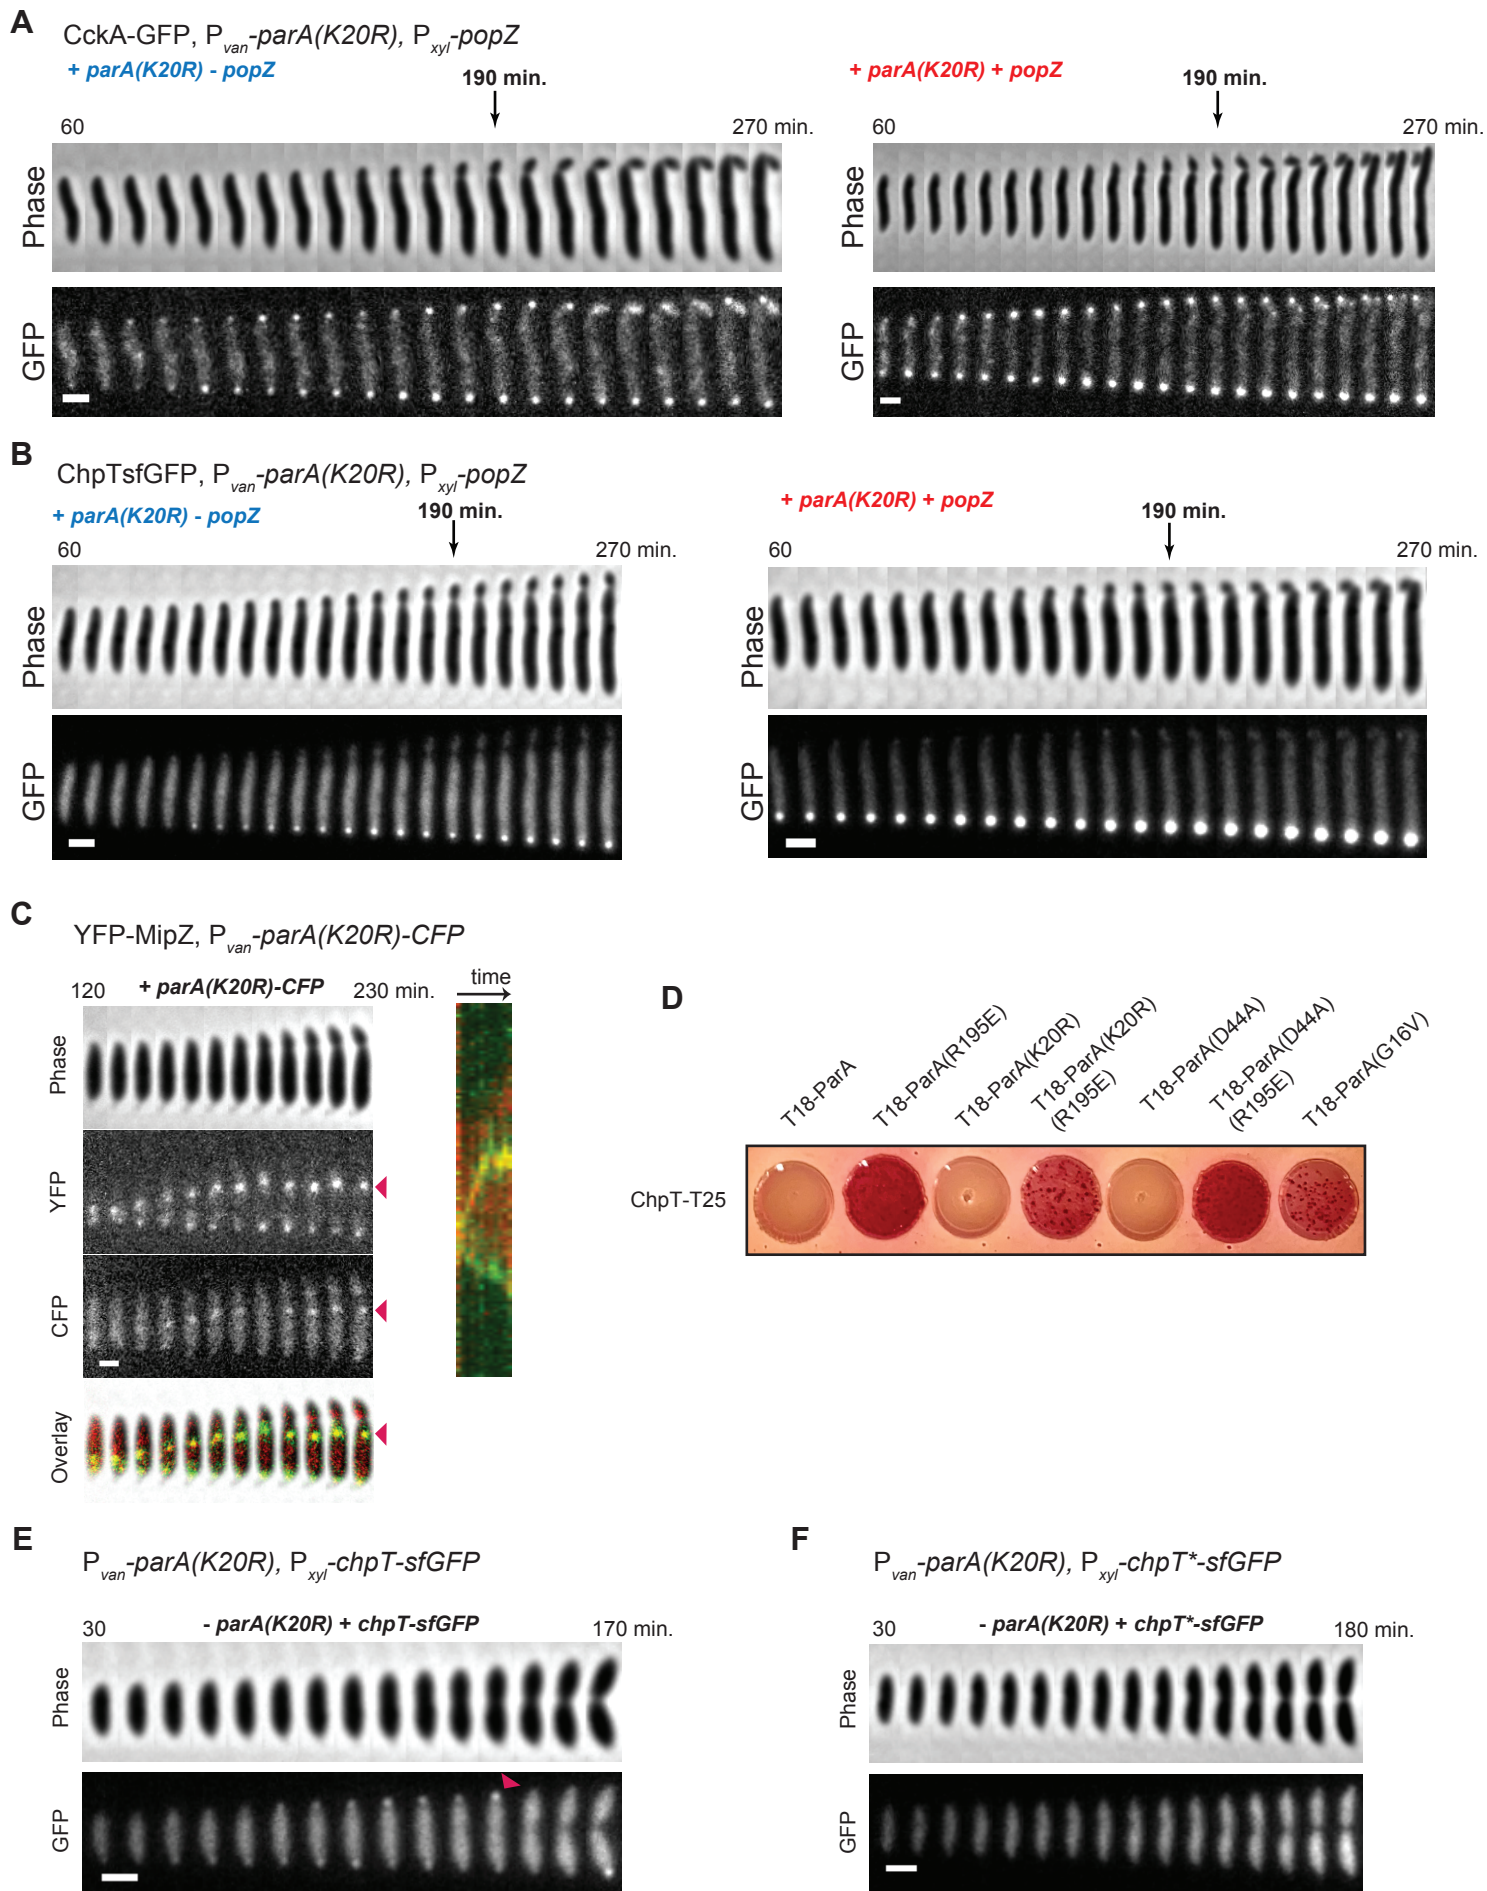 A
CckA-GFP, Pvan-parA(K20R), Pxyl-popZ
+ parA(K20R) - popZ
190 min.
60
270 min.
Phase
GFP
+ parA(K20R) + popZ
190 min.
60
270 min.
Phase
GFP
B
ChpTsfGFP, Pvan-parA(K20R), Pxyl-popZ
+ parA(K20R) - popZ
190 min.
60
270 min.
Phase
GFP
+ parA(K20R) + popZ
190 min.
60
270 min.
Phase
GFP
C
YFP-MipZ, Pvan-parA(K20R)-CFP
120
+ parA(K20R)-CFP
230 min.
time
Phase
YFP
CFP
Overlay
D
T18-ParA
T18-ParA(R195E)
T18-ParA(K20R)
T18-ParA(K20R)
(R195E)
T18-ParA(D44A)
T18-ParA(D44A)
(R195E)
T18-ParA(G16V)
ChpT-T25
E
Pvan-parA(K20R), Pxyl-chpT-sfGFP
30
- parA(K20R) + chpT-sfGFP
170 min.
Phase
GFP
F
Pvan-parA(K20R), Pxyl-chpT*-sfGFP
30
- parA(K20R) + chpT*-sfGFP
180 min.
Phase
GFP